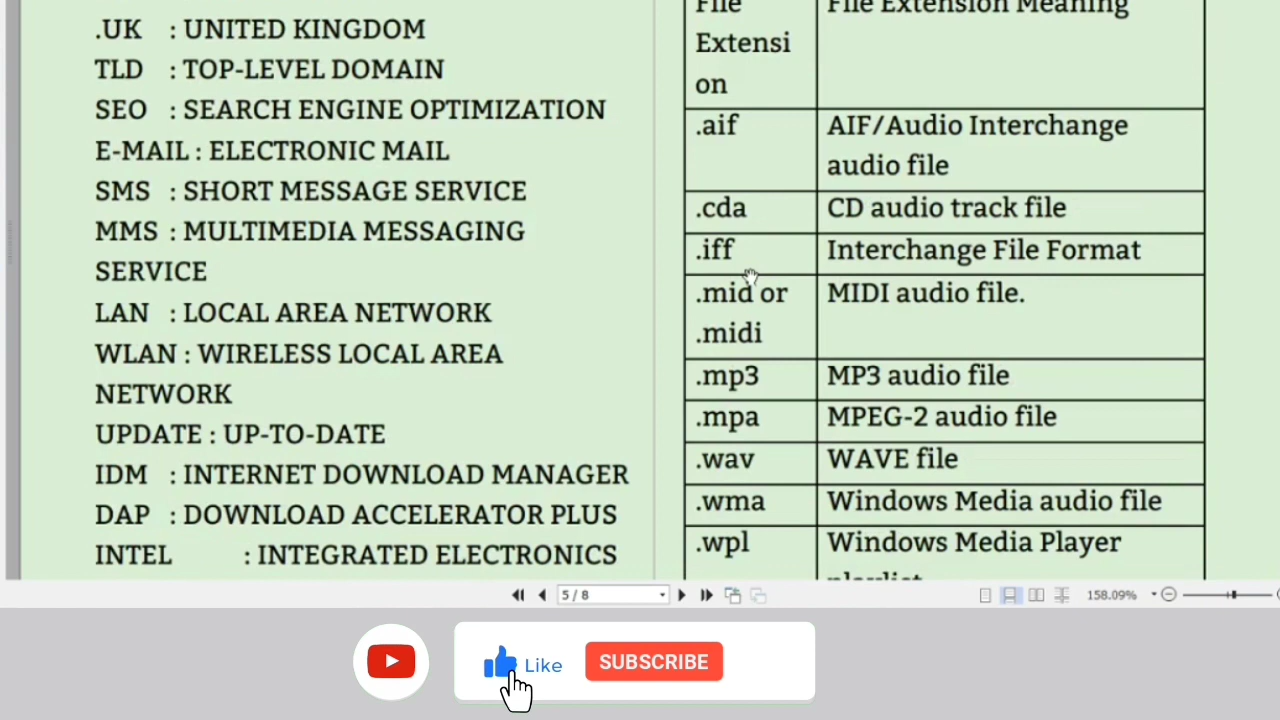 .UK : UNITED KINGDOM
TLD : TOP-LEVEL DOMAIN
SEO : SEARCH ENGINE OPTIMIZATION
E-MAIL : ELECTRONIC MAIL
SMS : SHORT MESSAGE SERVICE
MMS : MULTIMEDIA MESSAGING
SERVICE
LAN : LOCAL AREA NETWORK
WLAN : WIRELESS LOCAL AREA
NETWORK
UPDATE : UP-TO-DATE
IDM : INTERNET DOWNLOAD MANAGER
DAP : DOWNLOAD ACCELERATOR PLUS
INTEL : INTEGRATED ELECTRONICS
File File Extension Meaning
Extensi
on
.aif AIF/Audio Interchange
audio file
.cda CD audio track file
.iff Interchange File Format
.mid or MIDI audio file.
.midi
.mp3 MP3 audio file
.mpa MPEG-2 audio file
.wav WAVE file
.wma Windows Media audio file
.wpl Windows Media Player
playlist
5 / 8
158.09%
Like
SUBSCRIBE